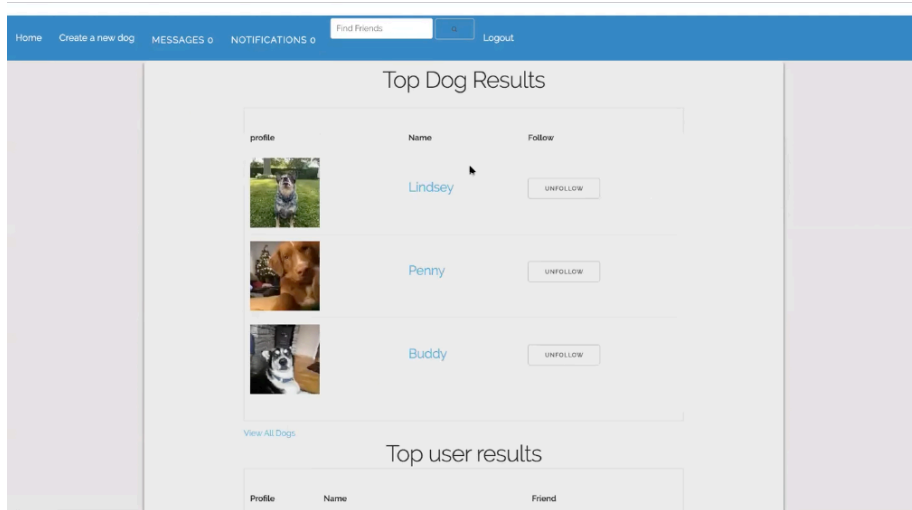 Home Create a new dog MESSAGES 0 NOTIFICATIONS 0 Find Friends Logout
Top Dog Results
profile Name Follow
Lindsey UNFOLLOW
Penny UNFOLLOW
Buddy UNFOLLOW
View All Dogs
Top user results
Profile Name Friend